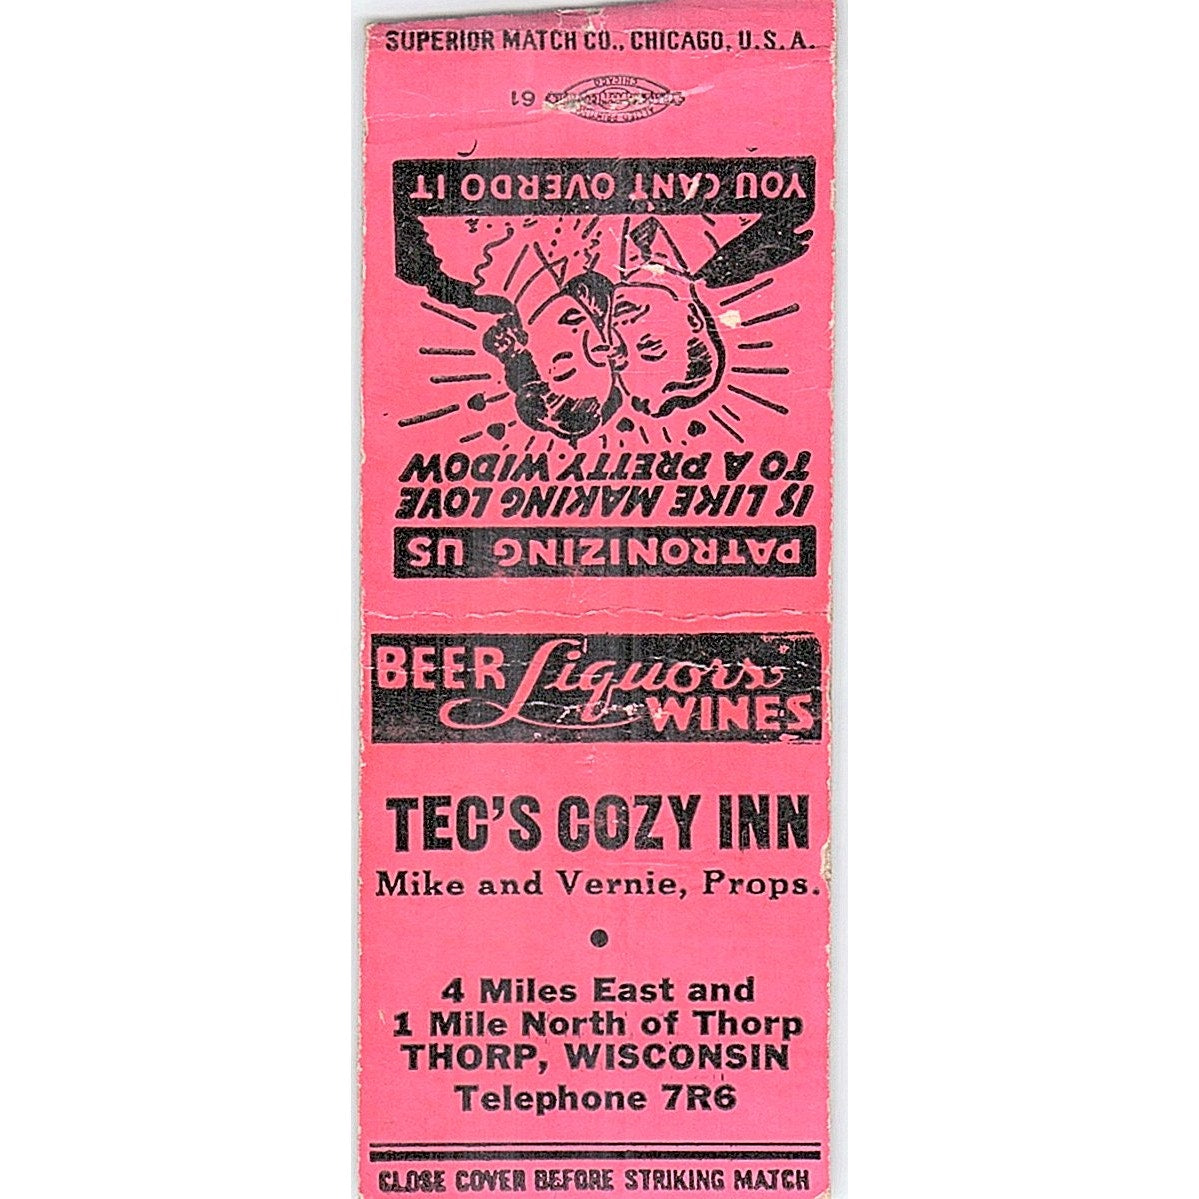 SUPERIOR MATCH CO., CHICAGO, U.S.A.
61
PATRONIZING US
IS LIKE MAKING LOVE
TO A PRETTY WIDOW
YOU CANT OVERDO IT
BEER Liquors
WINES
TEC'S COZY INN
Mike and Vernie, Props.
4 Miles East and
1 Mile North of Thorp
THORP, WISCONSIN
Telephone 7R6
CLOSE COVER BEFORE STRIKING MATCH